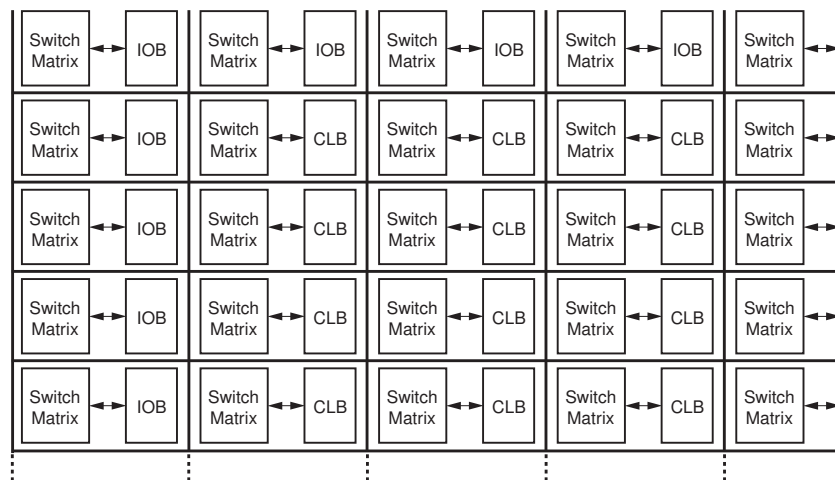 Switch
Matrix
IOB
Switch
Matrix
IOB
Switch
Matrix
IOB
Switch
Matrix
IOB
Switch
Matrix
Switch
Matrix
IOB
Switch
Matrix
CLB
Switch
Matrix
CLB
Switch
Matrix
CLB
Switch
Matrix
Switch
Matrix
IOB
Switch
Matrix
CLB
Switch
Matrix
CLB
Switch
Matrix
CLB
Switch
Matrix
Switch
Matrix
IOB
Switch
Matrix
CLB
Switch
Matrix
CLB
Switch
Matrix
CLB
Switch
Matrix
Switch
Matrix
IOB
Switch
Matrix
CLB
Switch
Matrix
CLB
Switch
Matrix
CLB
Switch
Matrix